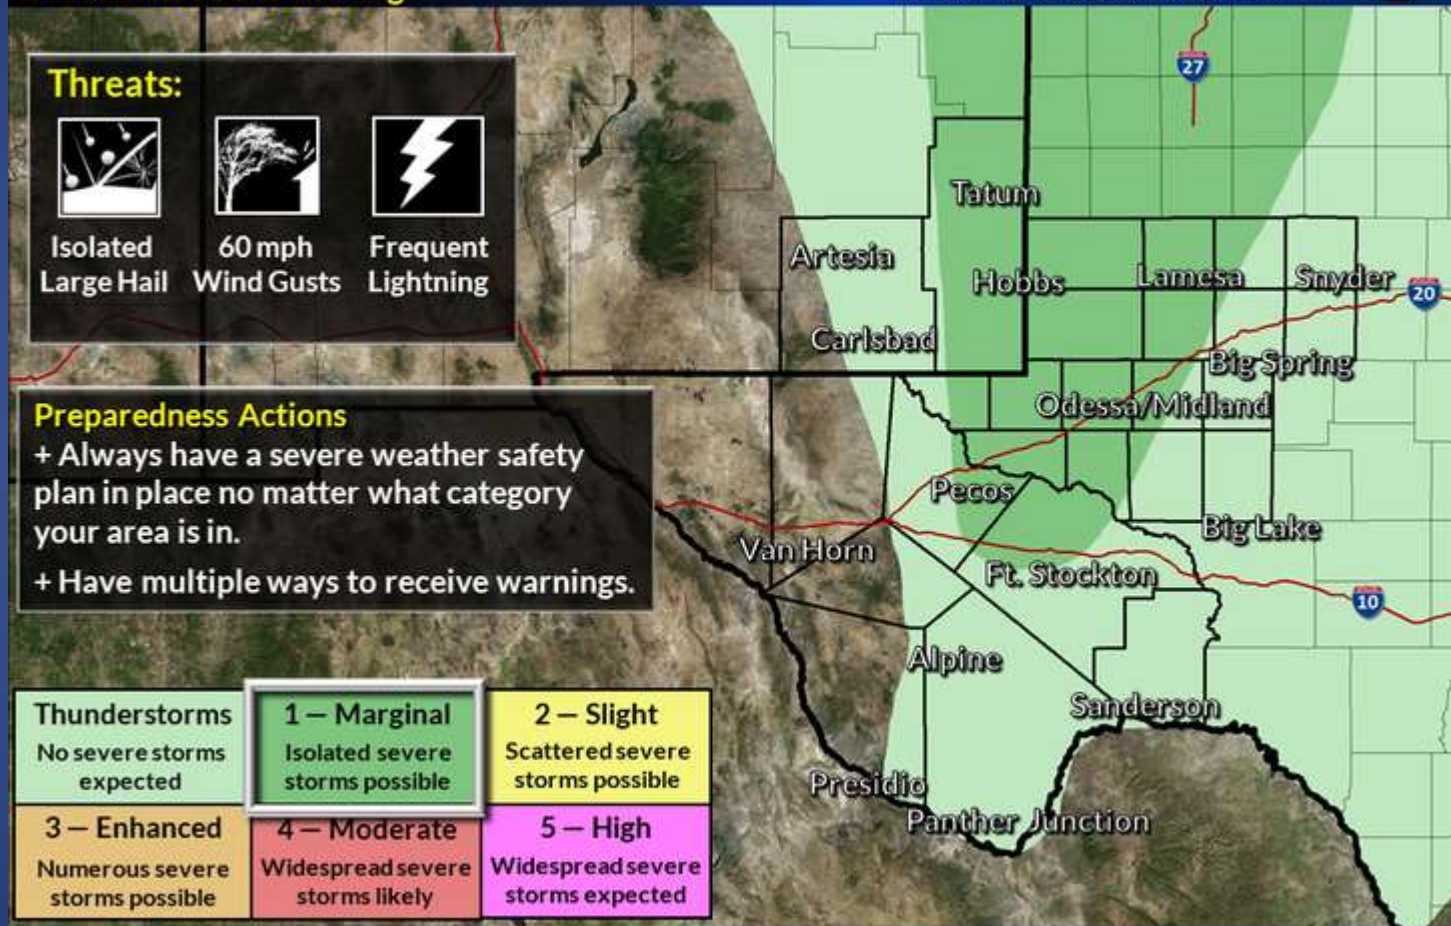 Threats:
Isolated
Large Hail
60 mph
Wind Gusts
Frequent
Lightning
Preparedness Actions
+ Always have a severe weather safety
plan in place no matter what category
your area is in.
+ Have multiple ways to receive warnings.
27
Tatum
Artesia
Hobbs
Lamesa
Snyder
20
Carlsbad
Big Spring
Odessa/Midland
Pecos
Big Lake
Van Horn
Ft. Stockton
10
Alpine
Sanderson
Presidio
Panther Junction
Thunderstorms
No severe storms
expected
1 — Marginal
Isolated severe
storms possible
2 — Slight
Scattered severe
storms possible
3 — Enhanced
Numerous severe
storms possible
4 — Moderate
Widespread severe
storms likely
5 — High
Widespread severe
storms expected